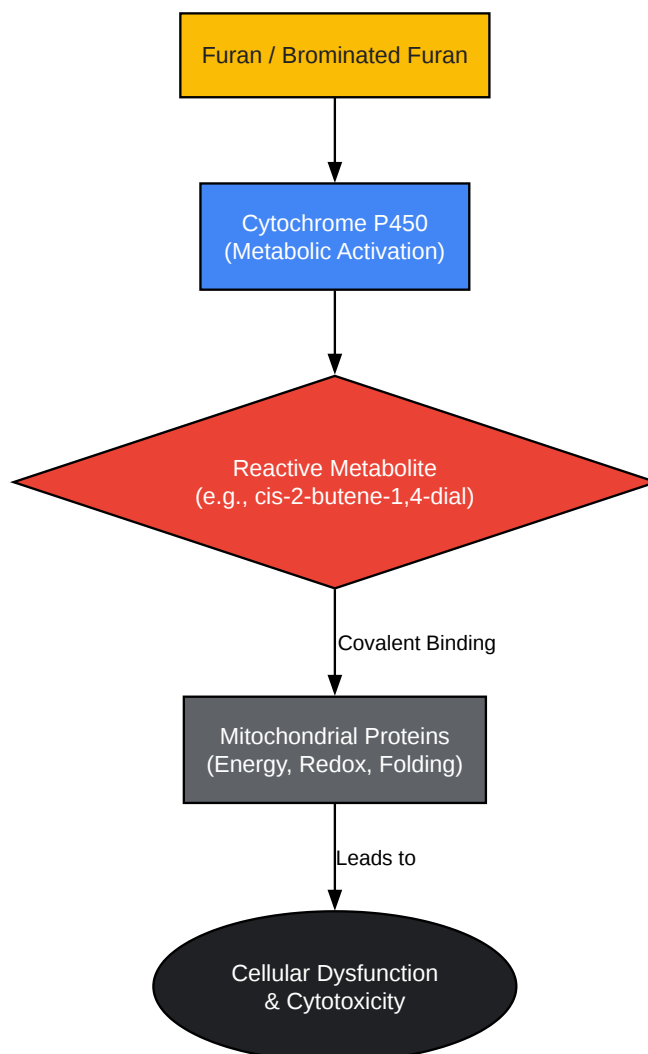 Furan / Brominated Furan
Cytochrome P450
(Metabolic Activation)
Reactive Metabolite
(e.g., cis-2-butene-1,4-dial)
Covalent Binding
Mitochondrial Proteins
(Energy, Redox, Folding)
Leads to
Cellular Dysfunction
& Cytotoxicity